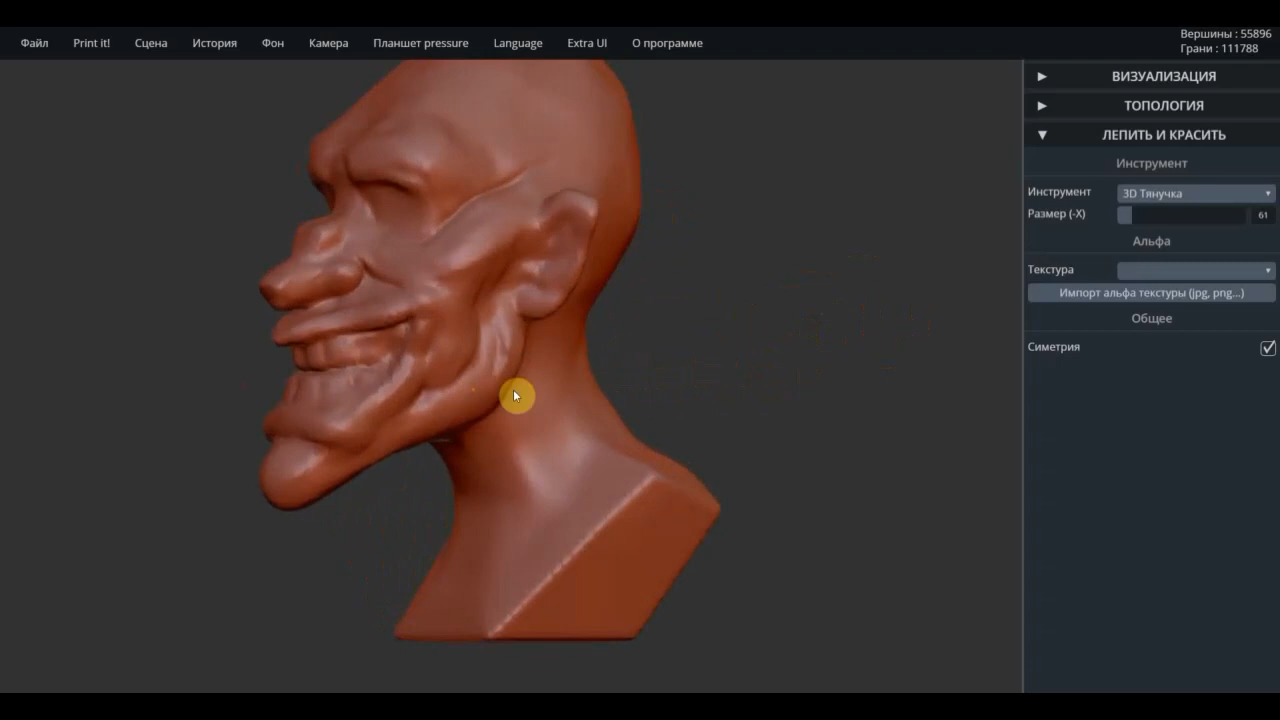 Файл Print it! Сцена История Фон Камера Планшет pressure Language Extra UI О программе
Вершины : 55896
Грани : 111788
ВИЗУАЛИЗАЦИЯ
ТОПОЛОГИЯ
ЛЕПИТЬ И КРАСИТЬ
Инструмент
Инструмент 3D Тянучка
Размер (-X) 61
Альфа
Текстура
Импорт альфа текстуры (jpg, png...)
Общее
Симетрия